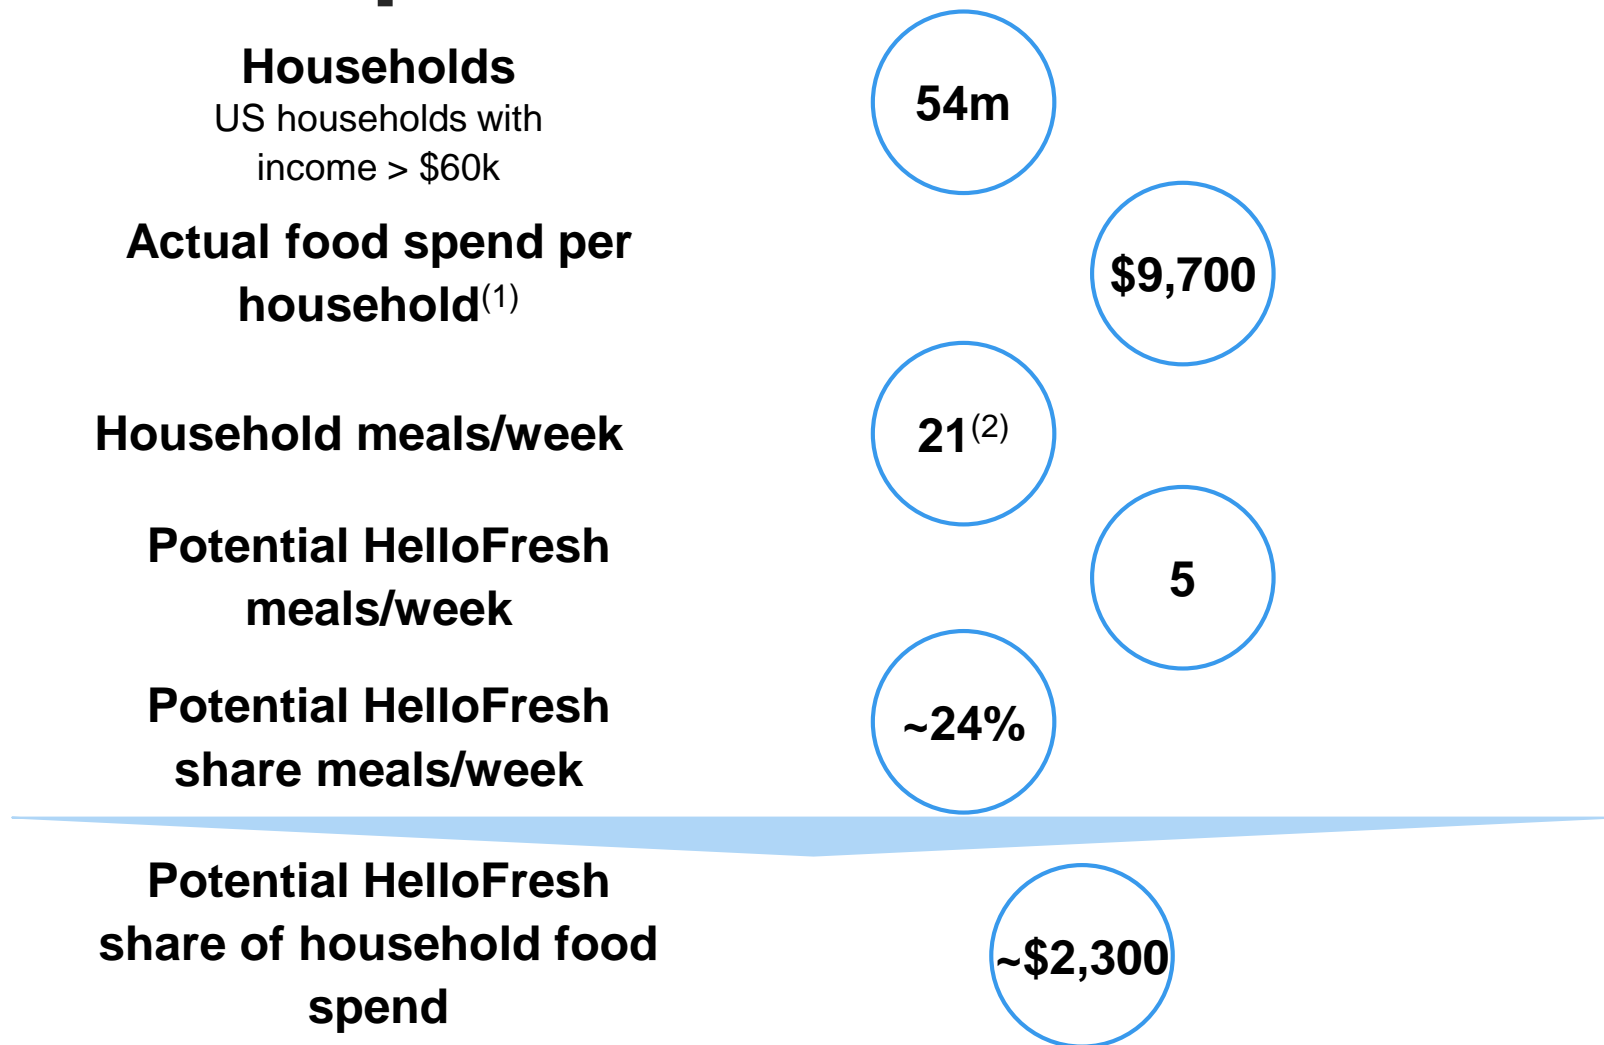 Households
US households with
income > $60k
54m
Actual food spend per
household(1)
$9,700
Household meals/week
21(2)
Potential HelloFresh
meals/week
5
Potential HelloFresh
share meals/week
~24%
Potential HelloFresh
share of household food
spend
~$2,300